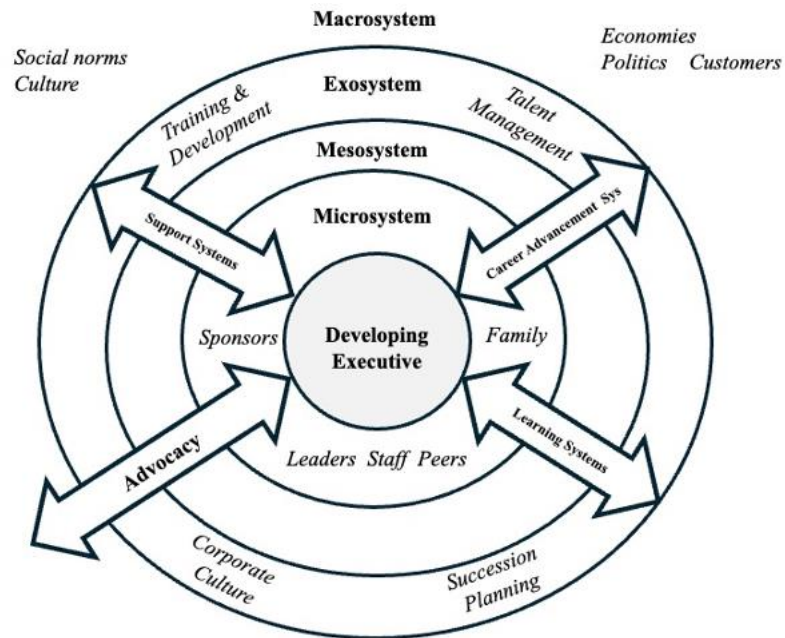 Macrosystem
Social norms
Culture
Economies
Politics Customers
Exosystem
Training &
Development
Talent
Management
Mesosystem
Microsystem
Support Systems
Career Advancement Sys
Sponsors
Developing
Executive
Family
Advocacy
Learning Systems
Leaders Staff Peers
Corporate
Culture
Succession
Planning